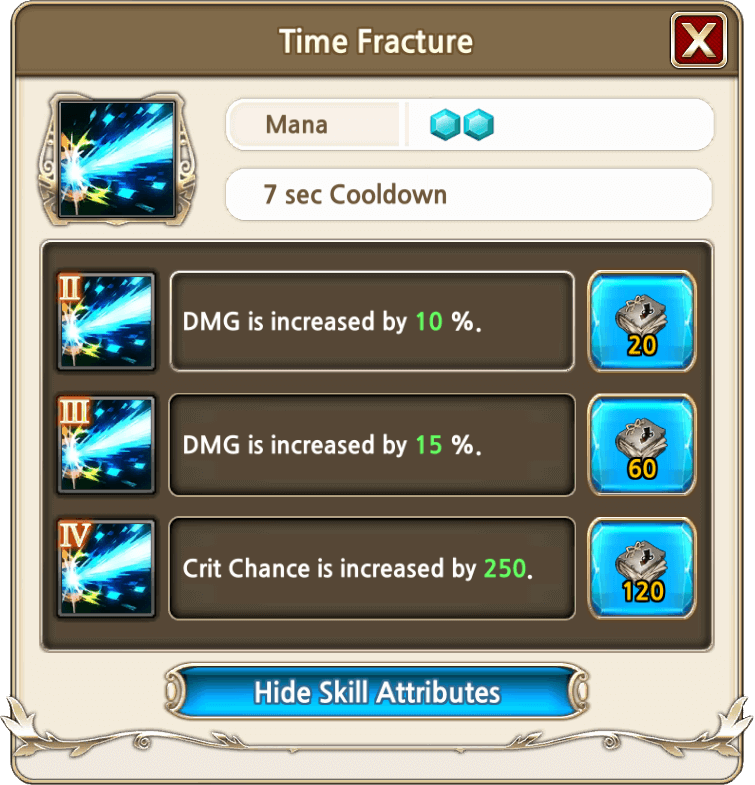 Time Fracture
X
Mana
7 sec Cooldown
II
DMG is increased by 10 %.
20
III
DMG is increased by 15 %.
60
IV
Crit Chance is increased by 250.
120
Hide Skill Attributes